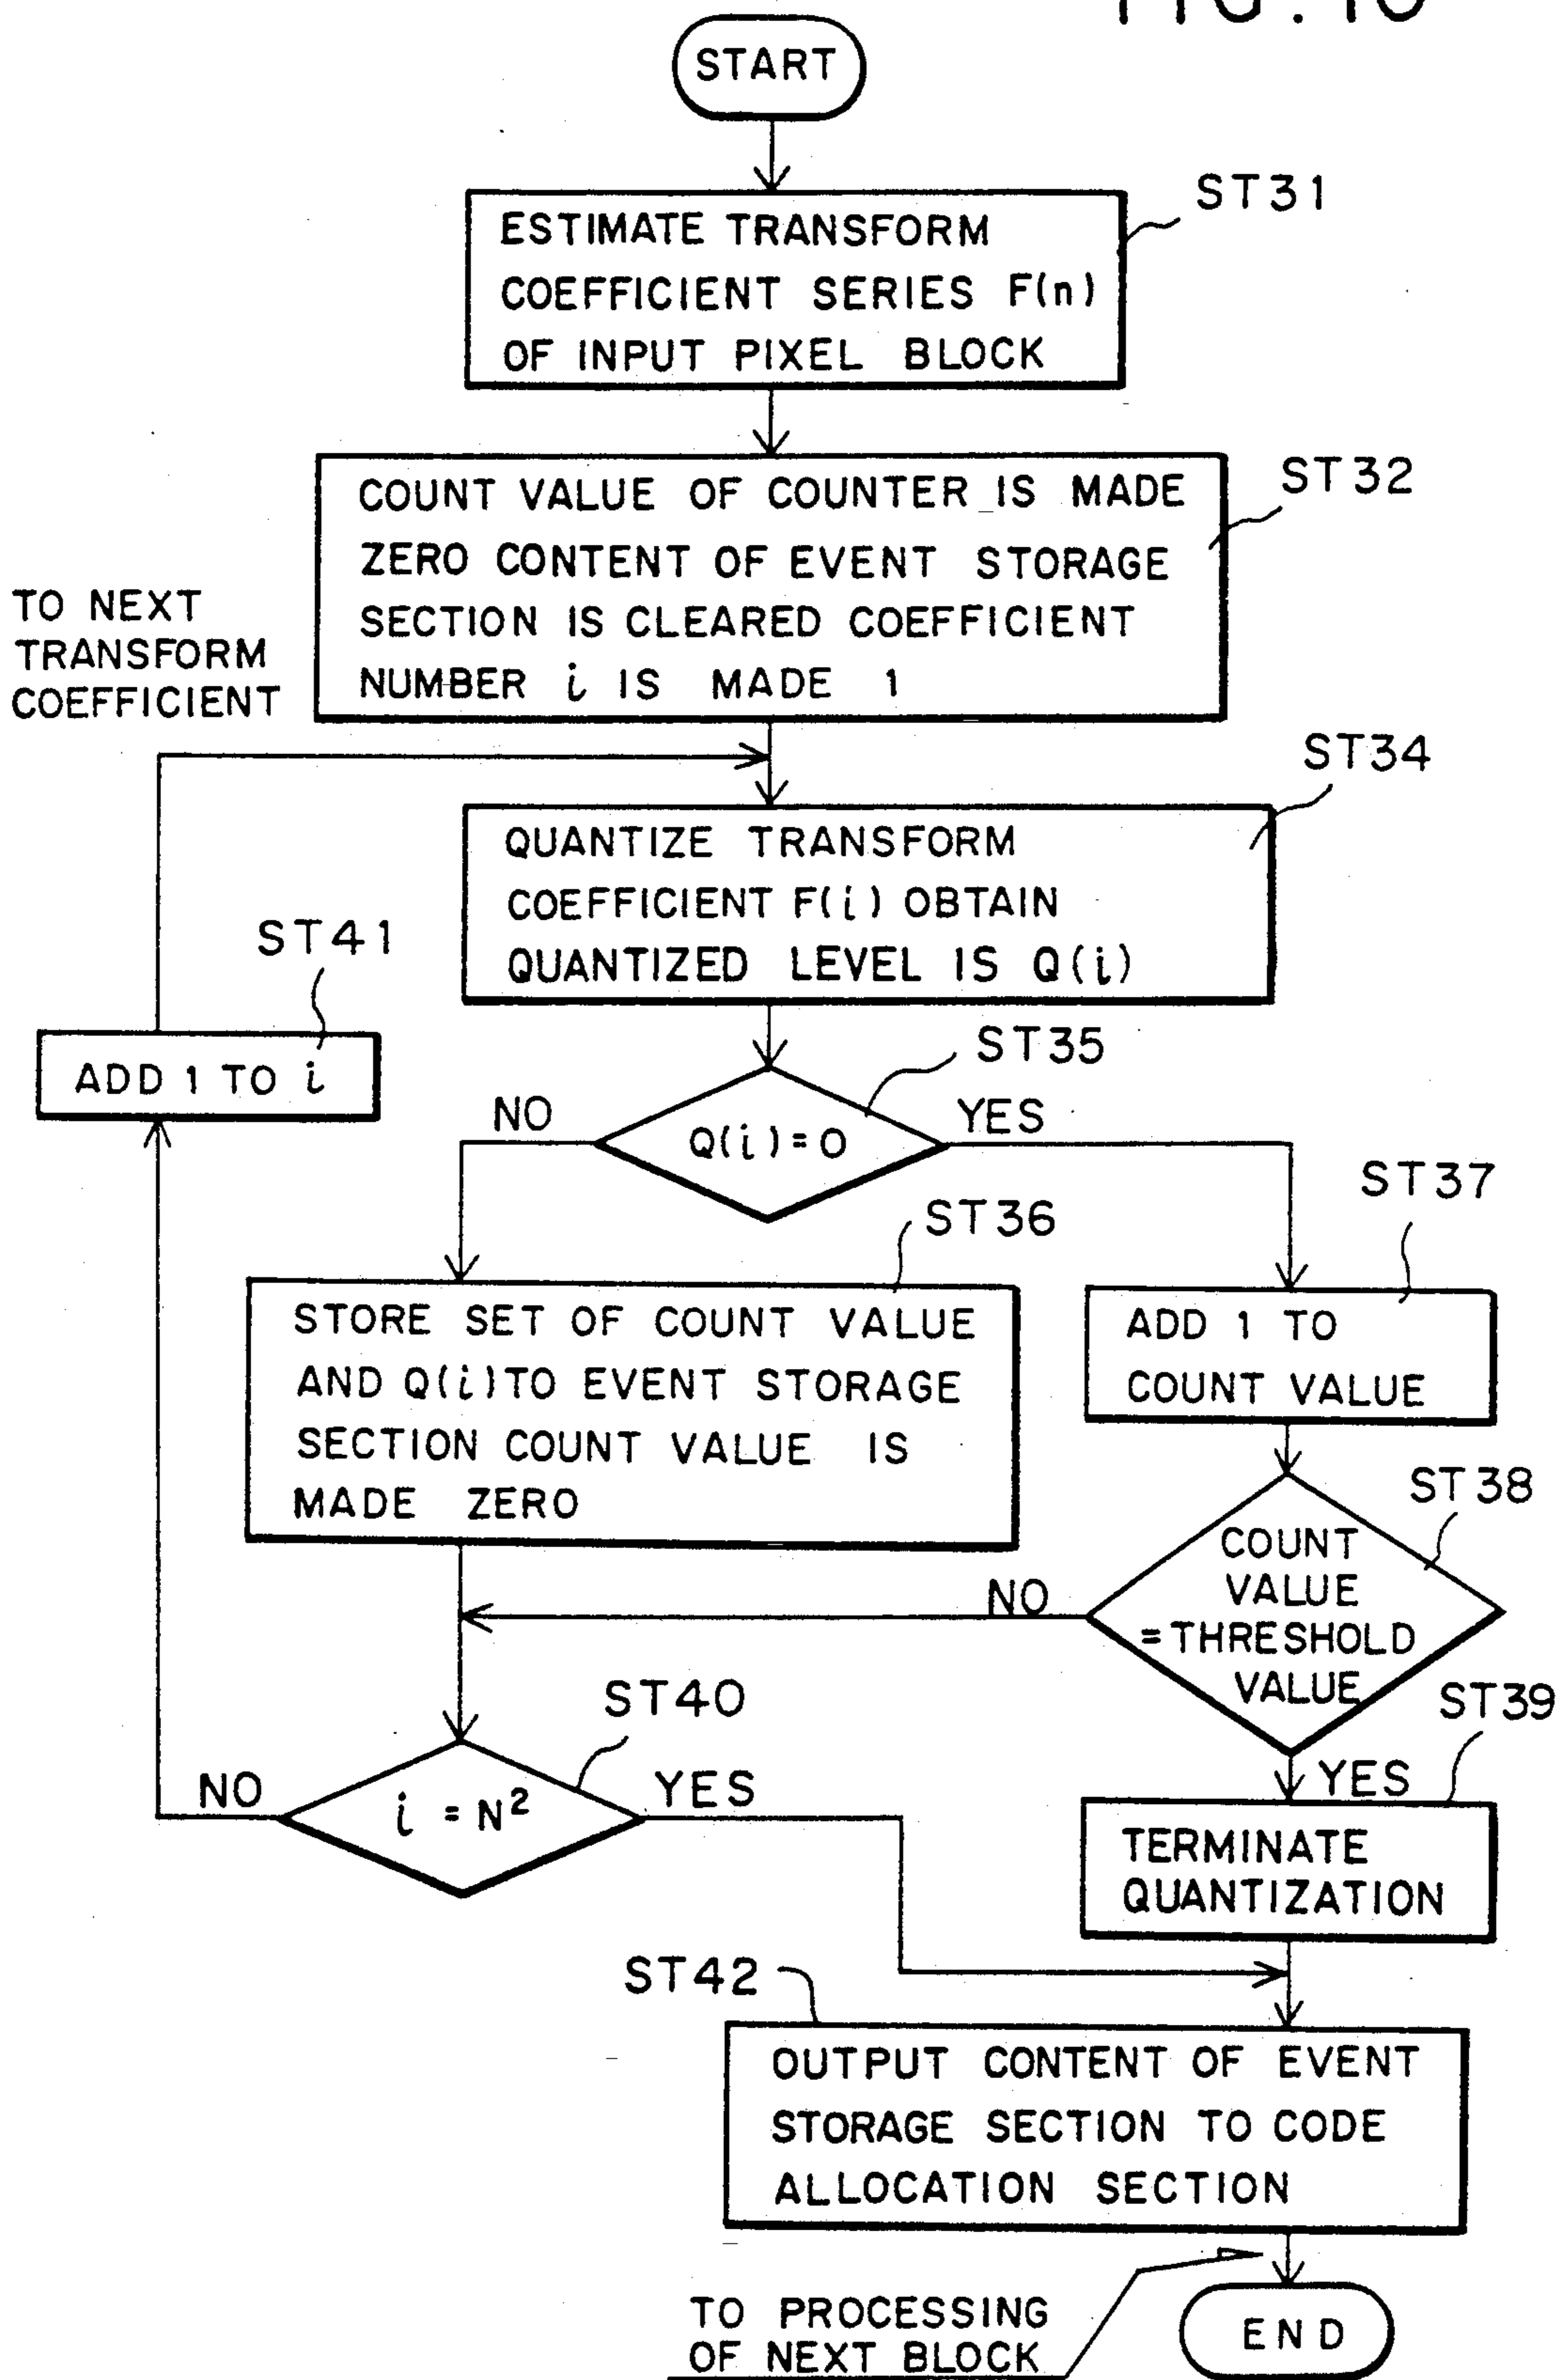 START
ST31
ESTIMATE TRANSFORM
COEFFICIENT SERIES F(n)
OF INPUT PIXEL BLOCK
ST32
COUNT VALUE OF COUNTER IS MADE
ZERO CONTENT OF EVENT STORAGE
SECTION IS CLEARED COEFFICIENT
NUMBER i IS MADE 1
TO NEXT
TRANSFORM
COEFFICIENT
ST34
QUANTIZE TRANSFORM
COEFFICIENT F(i) OBTAIN
QUANTIZED LEVEL IS Q(i)
ST41
ADD 1 TO i
ST35
NO
Q(i)=0
YES
ST36
STORE SET OF COUNT VALUE
AND Q(i) TO EVENT STORAGE
SECTION COUNT VALUE IS
MADE ZERO
ST37
ADD 1 TO
COUNT VALUE
ST38
COUNT
VALUE
=THRESHOLD
VALUE
NO
YES
ST39
TERMINATE
QUANTIZATION
ST40
NO
i = N²
YES
ST42
OUTPUT CONTENT OF EVENT
STORAGE SECTION TO CODE
ALLOCATION SECTION
TO PROCESSING
OF NEXT BLOCK
END